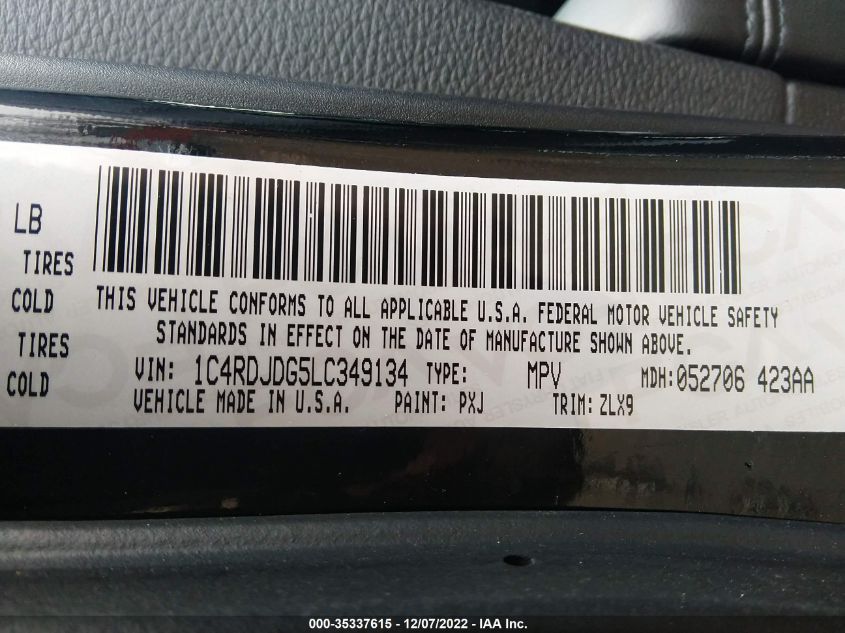 LB
TIRES
COLD
TIRES
COLD
THIS VEHICLE CONFORMS TO ALL APPLICABLE U.S.A. FEDERAL MOTOR VEHICLE SAFETY
STANDARDS IN EFFECT ON THE DATE OF MANUFACTURE SHOWN ABOVE.
VIN: 1C4RDJDG5LC349134 TYPE: MPV MDH:052706 423AA
VEHICLE MADE IN U.S.A. PAINT: PXJ TRIM: ZLX9
000-35337615 - 12/07/2022 - IAA Inc.